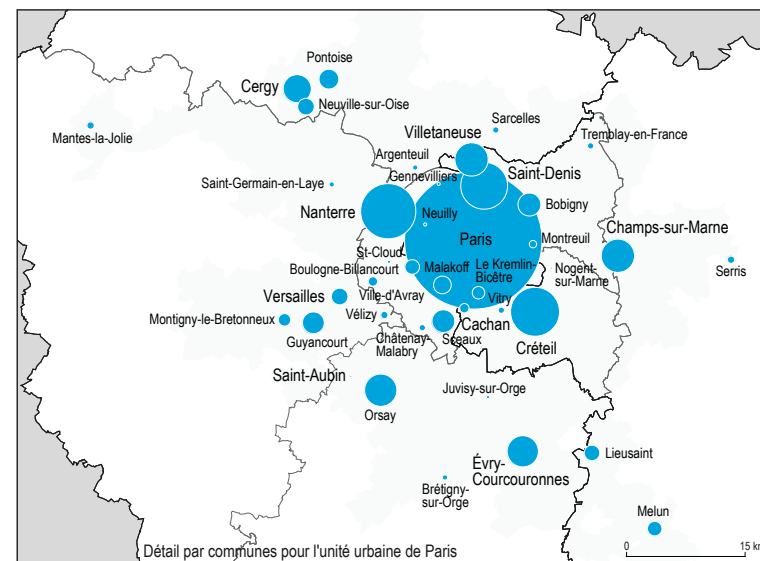 Pontoise
Cergy
Neuville-sur-Oise
Mantes-la-Jolie
Sarcelles
Villetaneuse
Tremblay-en-France
Argenteuil
Gennevilliers
Saint-Denis
Saint-Germain-en-Laye
Bobigny
Nanterre
Neuilly
Champs-sur-Marne
Paris
Montreuil
St-Cloud
Serris
Boulogne-Billancourt
Malakoff
Le Kremlin-
Bicêtre
Nogent-
sur-Marne
Versailles
Ville-d'Avray
Vitry
Montigny-le-Bretonneux
Vélizy
Cachan
Guyancourt
Châtenay-
Malabry
Sceaux
Créteil
Saint-Aubin
Orsay
Juvisy-sur-Orge
Évry-
Courcouronnes
Lieusaint
Brétigny-
sur-Orge
Melun
Détail par communes pour l'unité urbaine de Paris
0 15 km